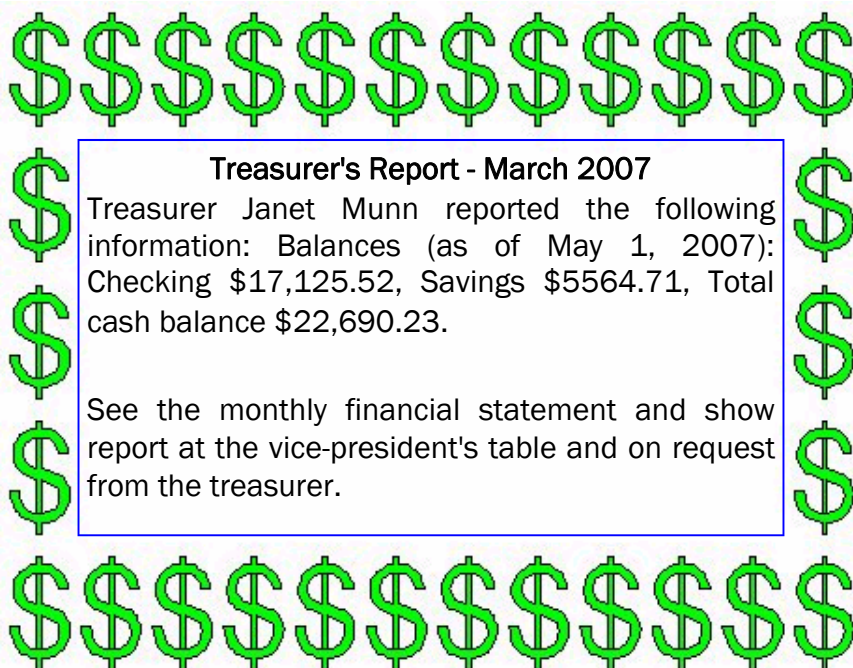 Treasurer's Report - March 2007
Treasurer Janet Munn reported the following
information: Balances (as of May 1, 2007):
Checking $17,125.52, Savings $5564.71, Total
cash balance $22,690.23.
See the monthly financial statement and show
report at the vice-president's table and on request
from the treasurer.